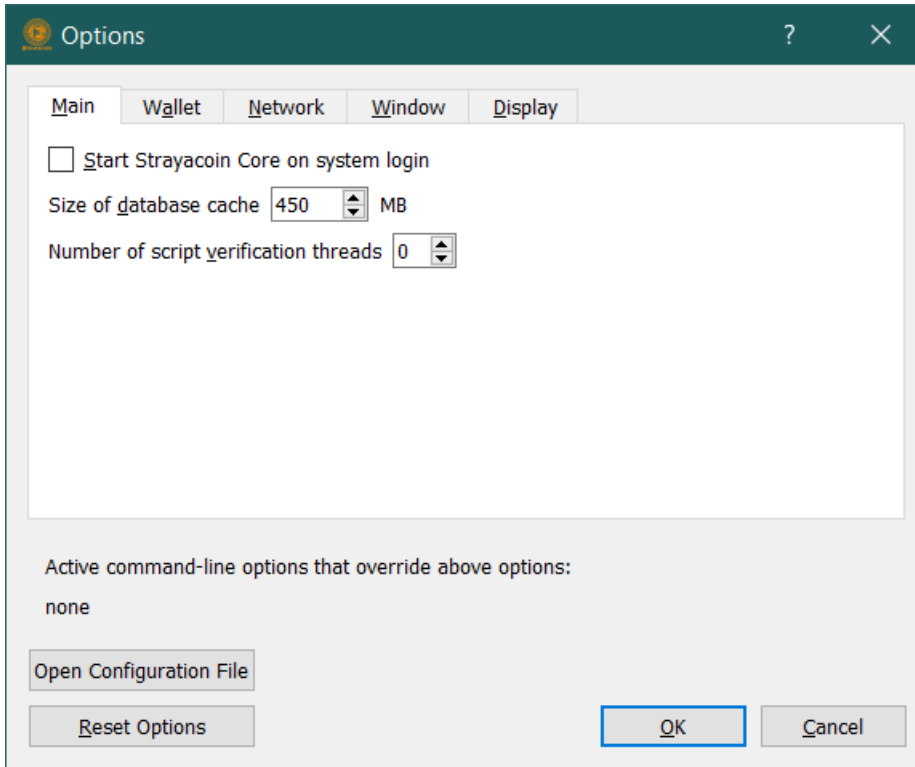 Options ?
Main Wallet Network Window Display
Start Strayacoin Core on system login
Size of database cache 450 MB
Number of script verification threads 0
Active command-line options that override above options:
none
Open Configuration File
Reset Options OK Cancel